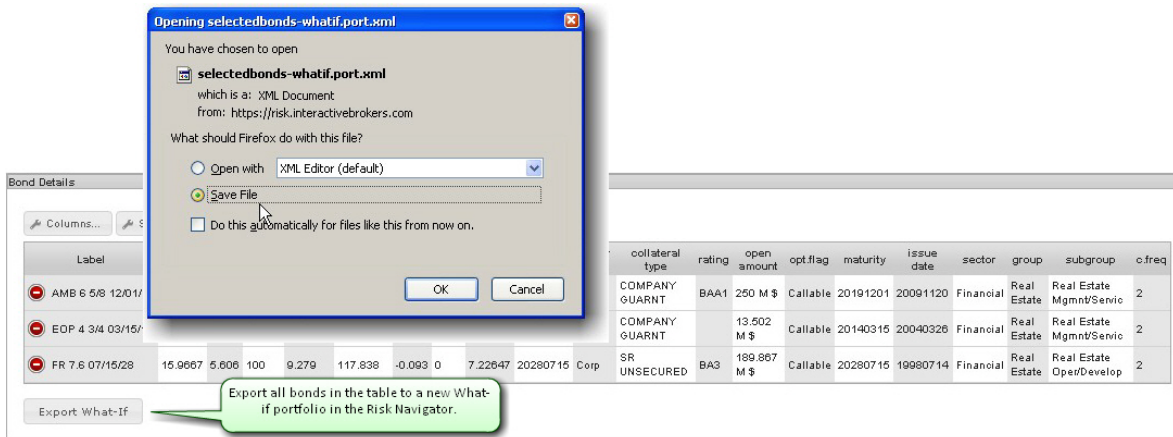 Opening selectedbonds-whatif.port.xml
You have chosen to open
selectedbonds-whatif.port.xml
which is a: XML Document
from: https://risk.interactivebrokers.com
What should Firefox do with this file?
Open with XML Editor (default)
Save File
Do this automatically for files like this from now on.
OK Cancel
Bond Details
Columns...
Label collateral type rating open amount opt.flag maturity issue date sector group subgroup c.freq
AMB 6 5/8 12/01/ COMPANY GUARNT BAA1 250 M $ Callable 20191201 20091120 Financial Real Estate Real Estate Mgmnt/Servic 2
EOP 4 3/4 03/15/ COMPANY GUARNT 13.502 M $ Callable 20140315 20040326 Financial Real Estate Real Estate Mgmnt/Servic 2
FR 7.6 07/15/28 15.9667 5.606 100 9.279 117.838 -0.093 0 7.22647 20280715 Corp SR UNSECURED BA3 189.867 M $ Callable 20280715 19980714 Financial Real Estate Real Estate Oper/Develop 2
Export What-If
Export all bonds in the table to a new What-
if portfolio in the Risk Navigator.